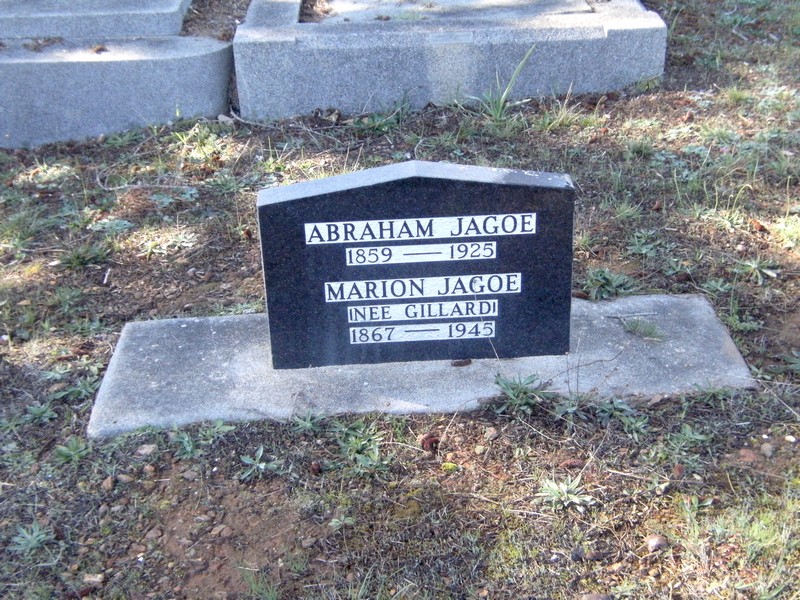 ABRAHAM JAGOE
1859 — 1925
MARION JAGOE
(NEE GILLARD)
1867 — 1945